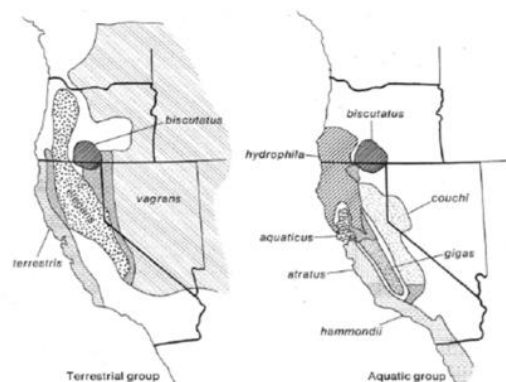 biscutatus
vagrans
terrestris
Terrestrial group
biscutatus
hydrophila
couchi
aquaticus
gigas
atratus
hammondii
Aquatic group